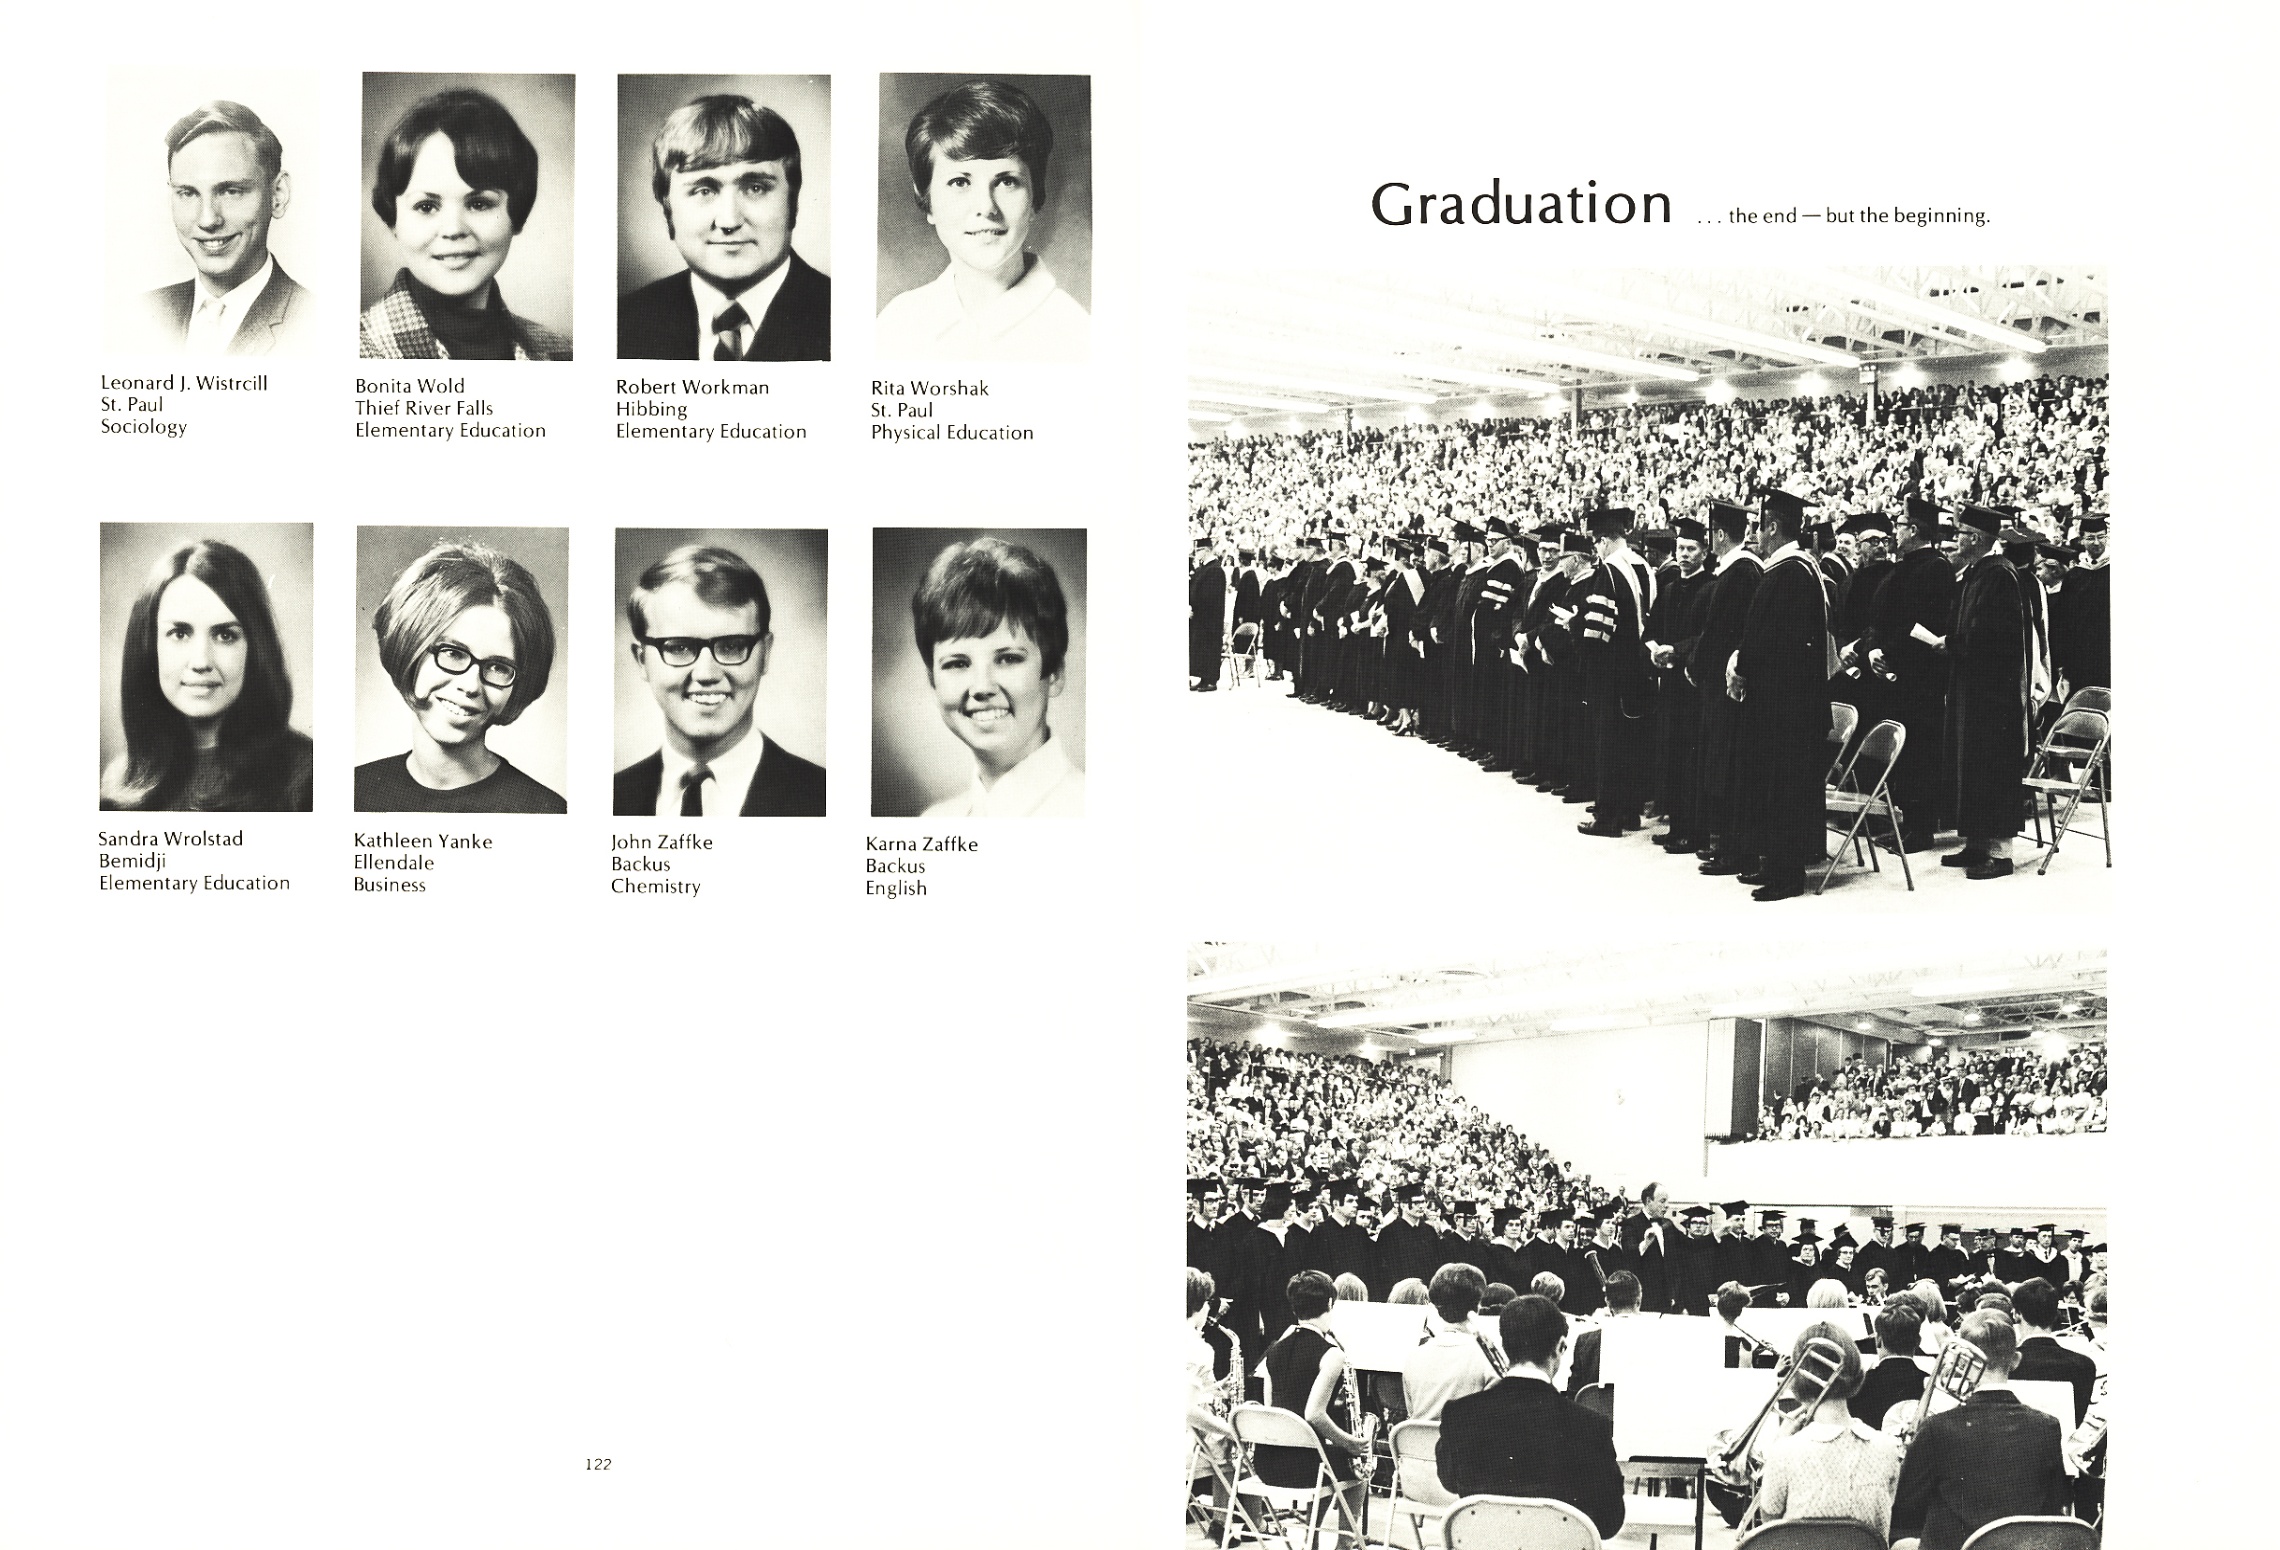 Leonard J. Wistrcill
St. Paul
Sociology
Bonita Wold
Thief River Falls
Elementary Education
Robert Workman
Hibbing
Elementary Education
Rita Worshak
St. Paul
Physical Education
Sandra Wrolstad
Bemidji
Elementary Education
Kathleen Yanke
Ellendale
Business
John Zaffke
Backus
Chemistry
Karna Zaffke
Backus
English
122
Graduation ... the end — but the beginning.